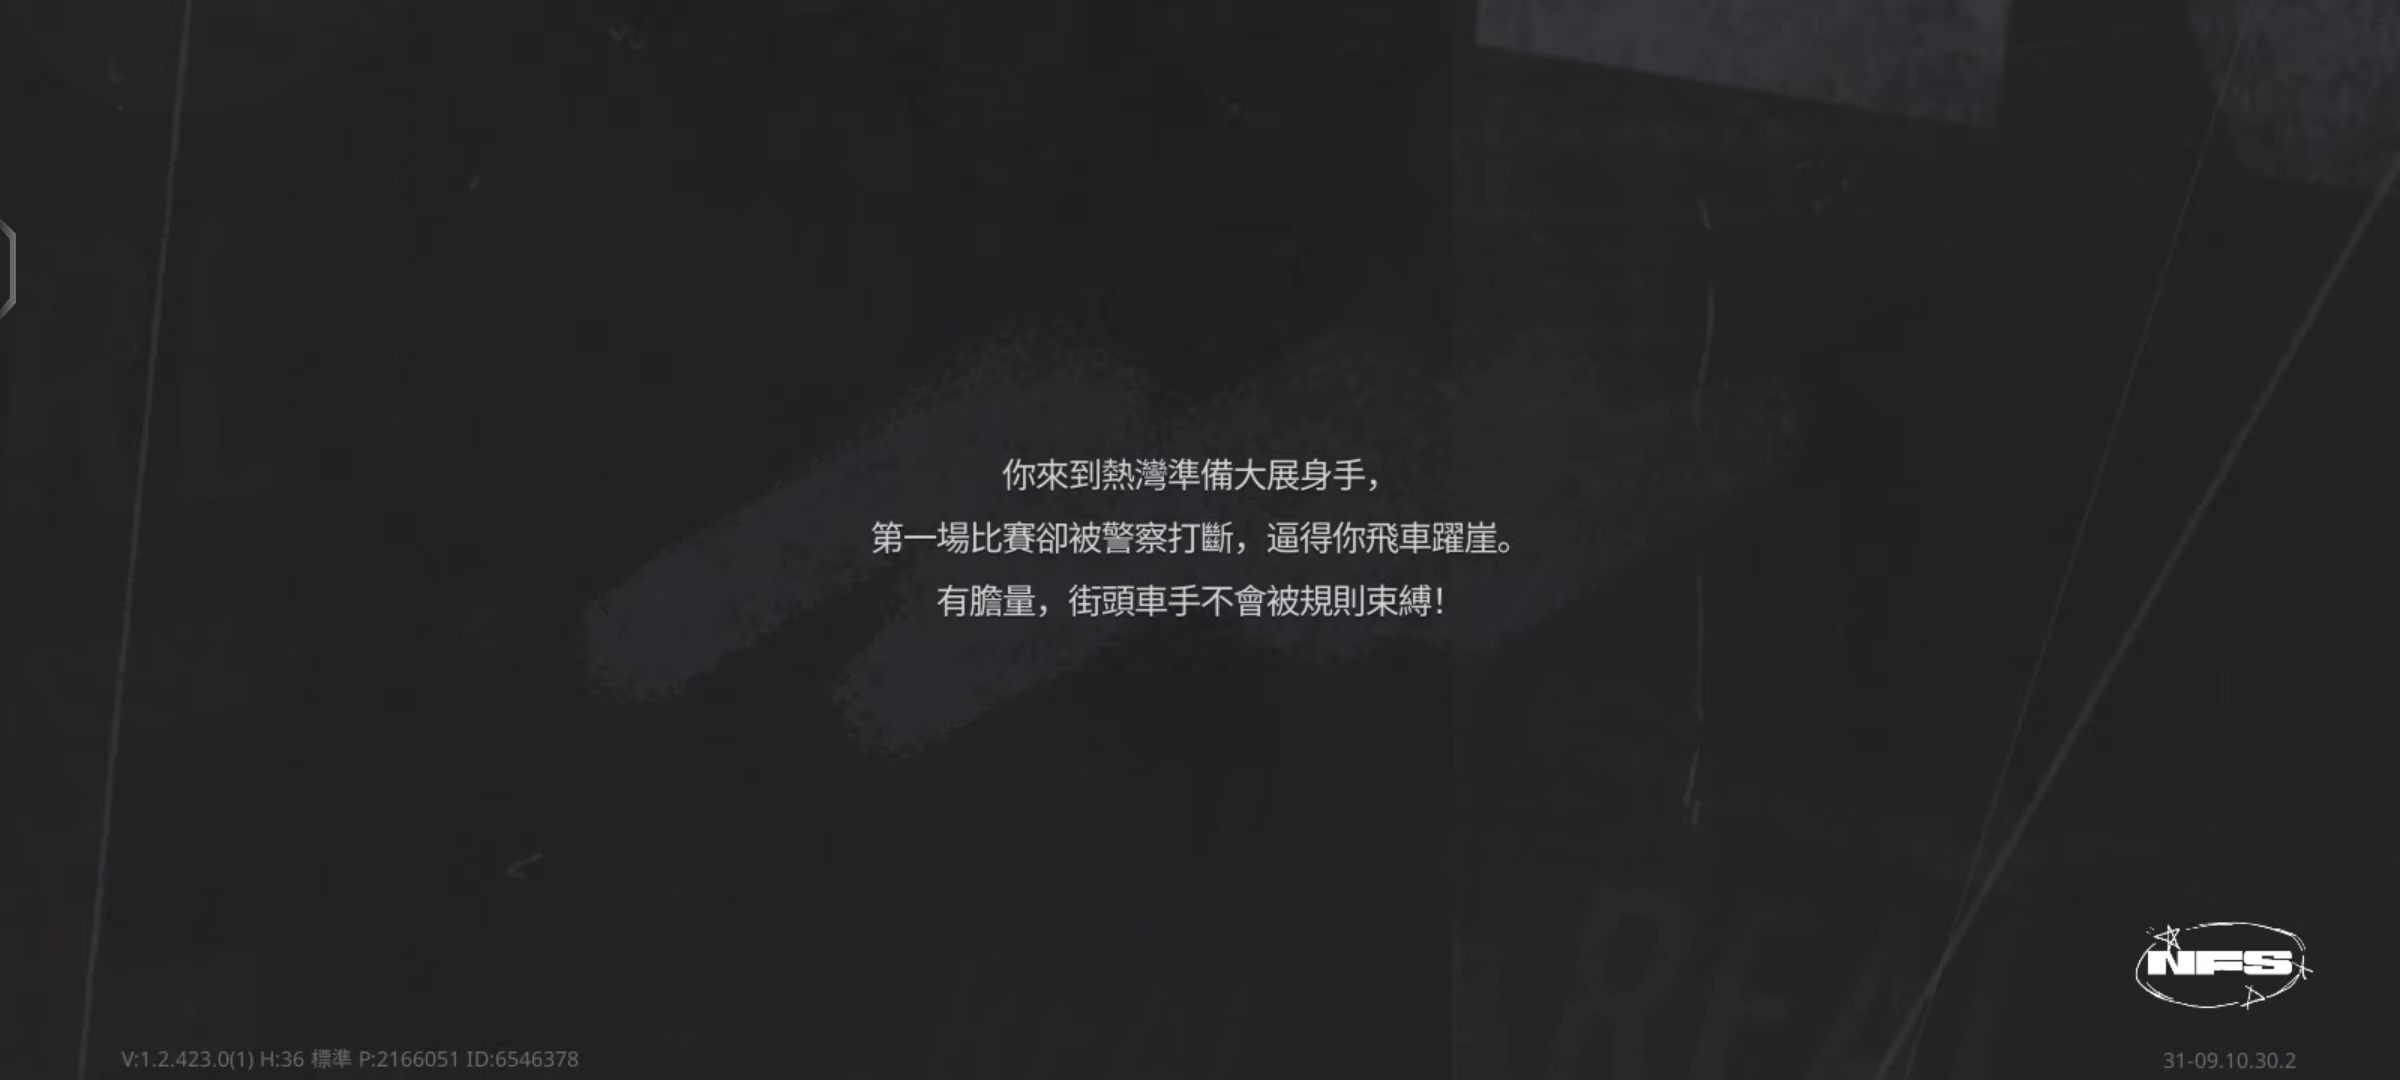 你來到熱灣準備大展身手，
第一場比賽卻被警察打斷，逼得你飛車躍崖。
有膽量，街頭車手不會被規則束縛！
NFS
V:1.2.423.0(1) H:36 標準 P:2166051 ID:6546378
31-09.10.30.2